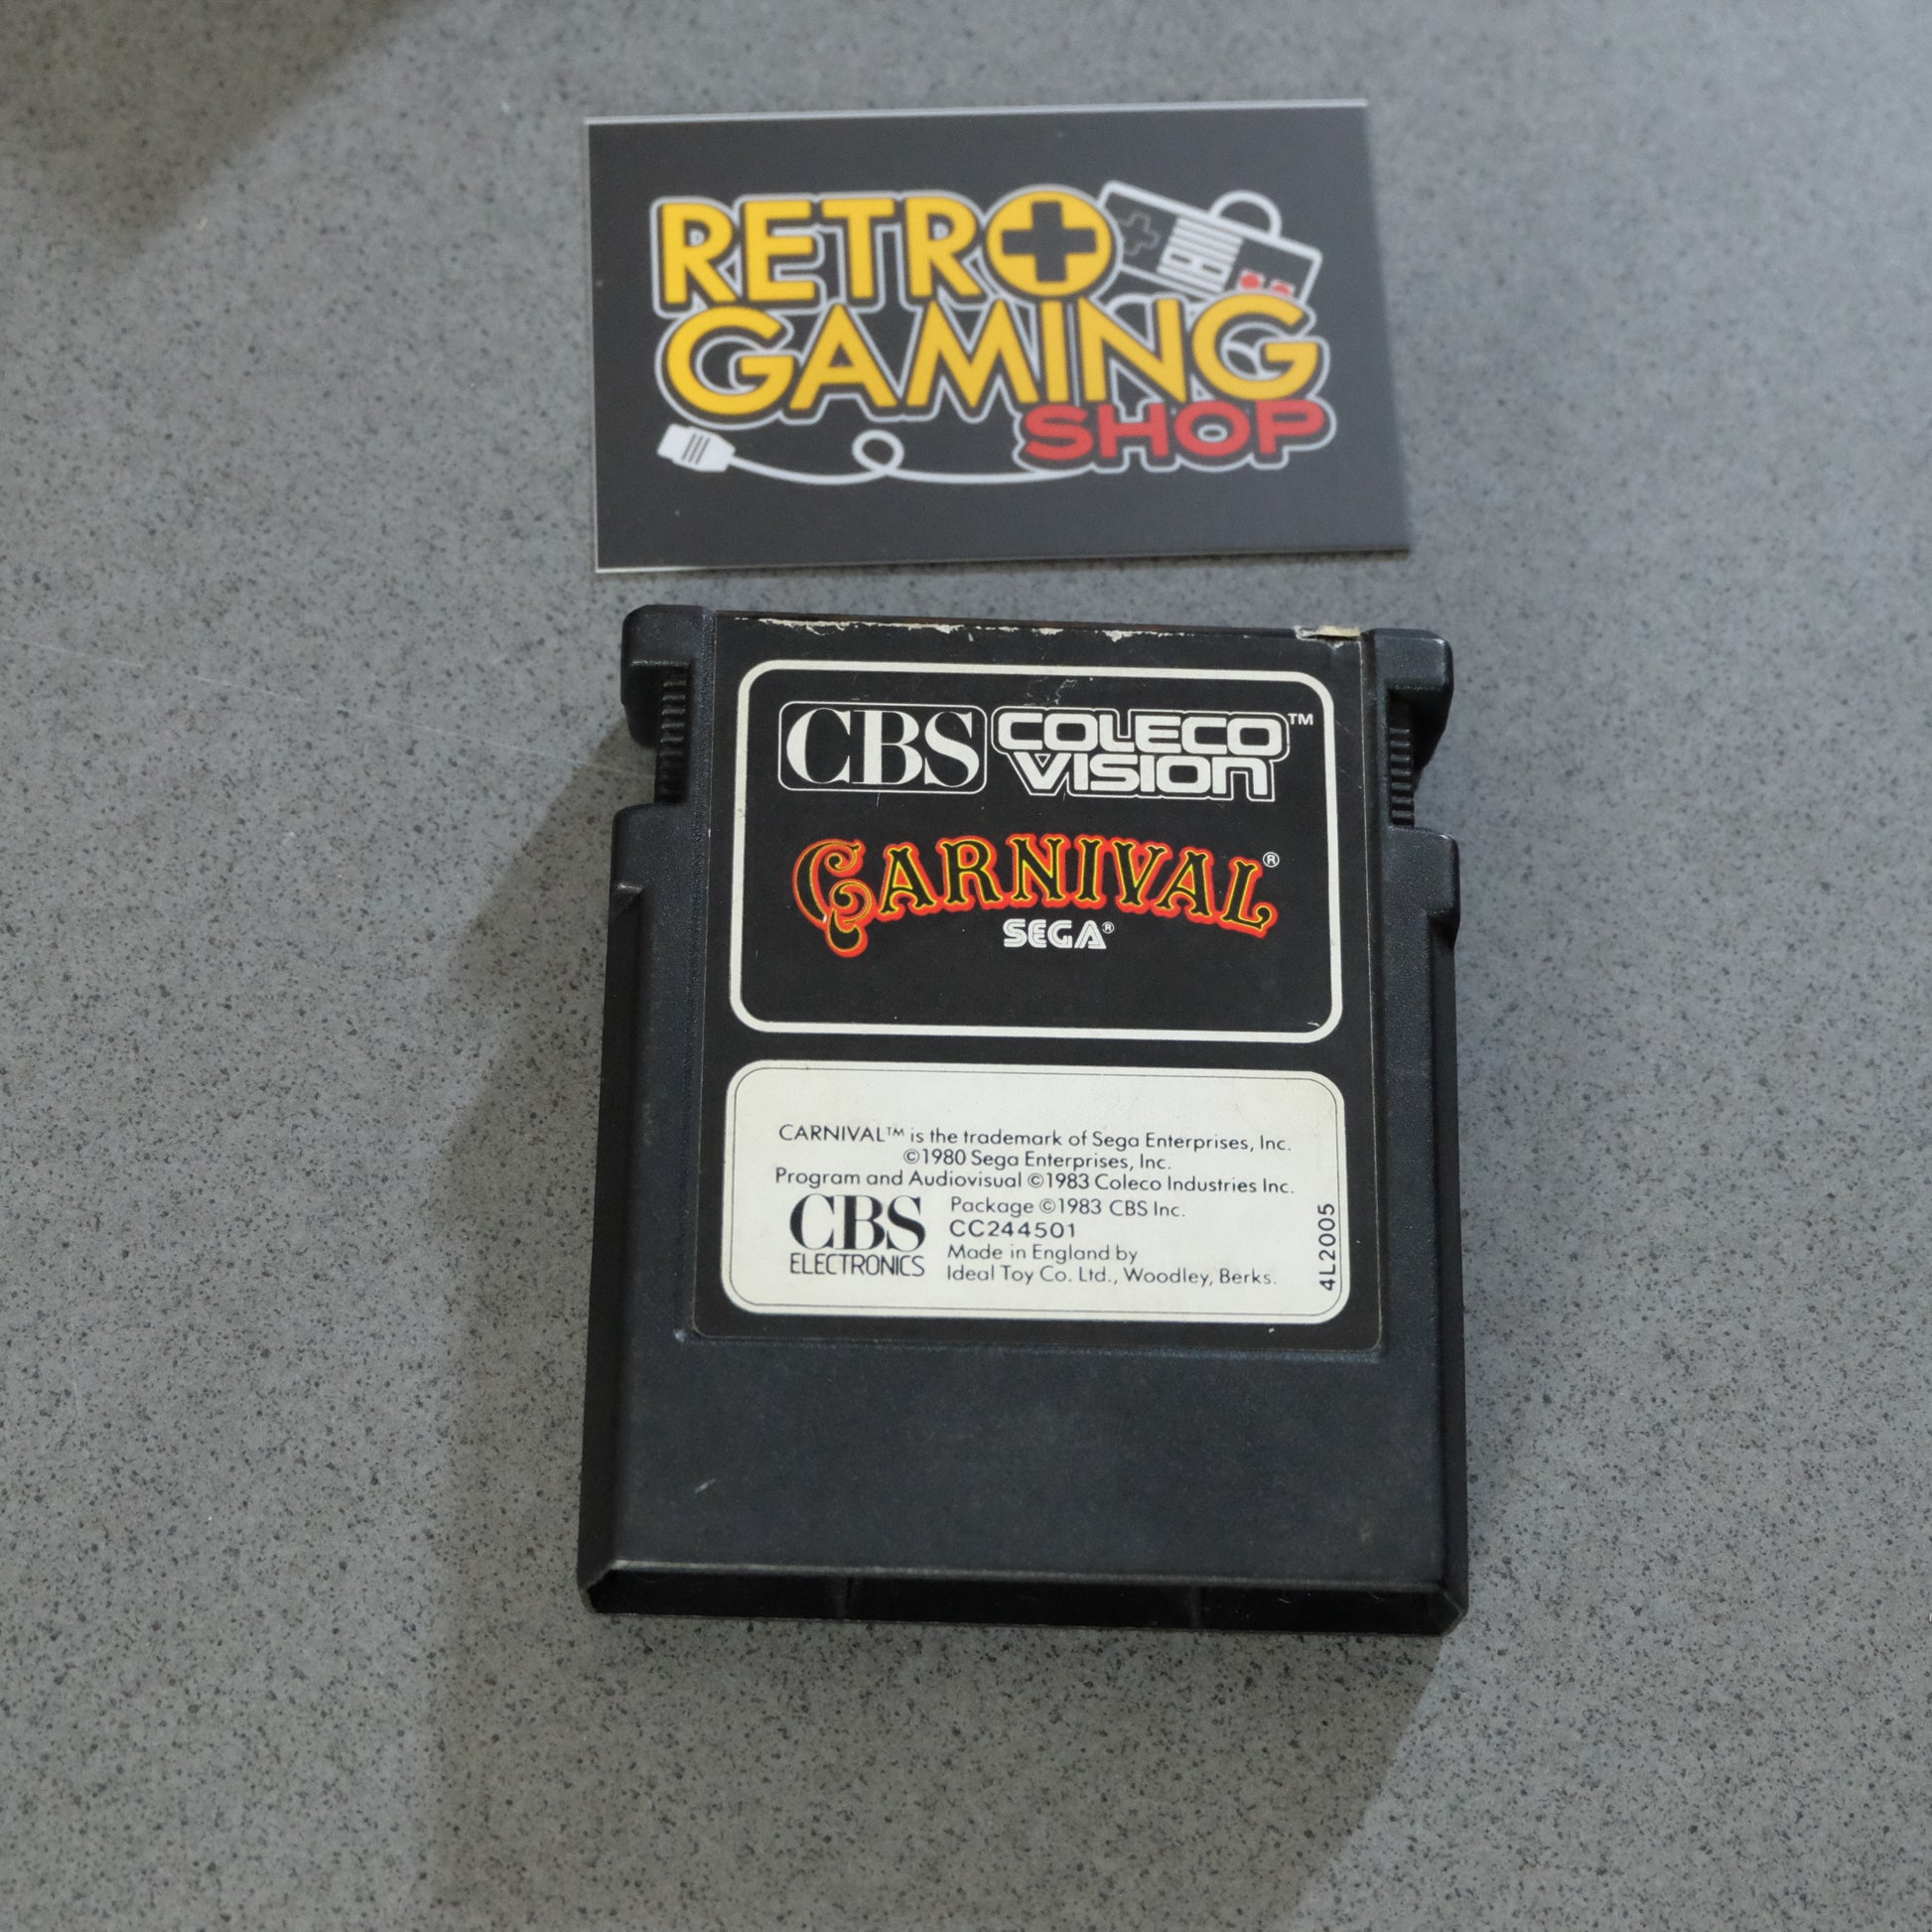 RETRO
GAMING
SHOP
CBS COLECO VISION™
CARNIVAL®
SEGA®
CARNIVAL™ is the trademark of Sega Enterprises, Inc.
©1980 Sega Enterprises, Inc.
Program and Audiovisual ©1983 Coleco Industries Inc.
CBS ELECTRONICS
Package ©1983 CBS Inc.
CC244501
Made in England by
Ideal Toy Co. Ltd., Woodley, Berks.
4L2005